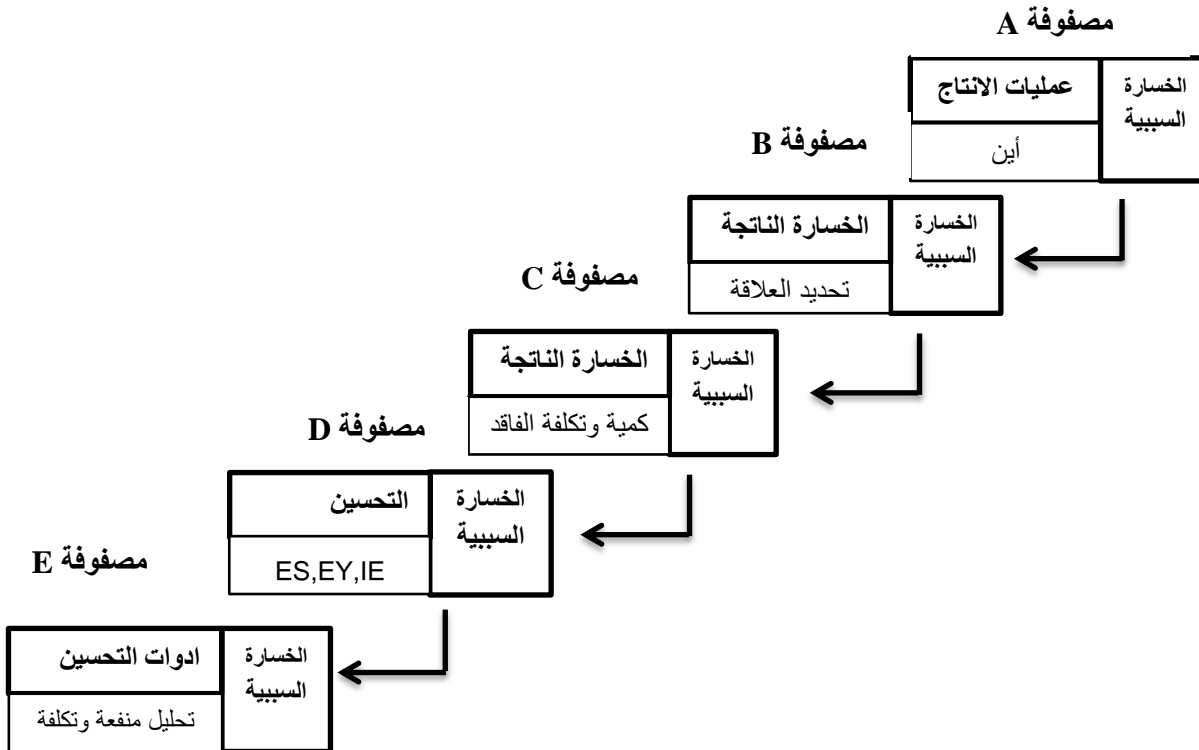 مصفوفة A
الخسارة
السببية
عمليات الانتاج
أين
مصفوفة B
الخسارة
السببية
الخسارة الناتجة
تحديد العلاقة
مصفوفة C
الخسارة
السببية
الخسارة الناتجة
كمية وتكلفة الفاقد
مصفوفة D
الخسارة
السببية
التحسين
ES,EY,IE
مصفوفة E
الخسارة
السببية
ادوات التحسين
تحليل منفعة وتكلفة